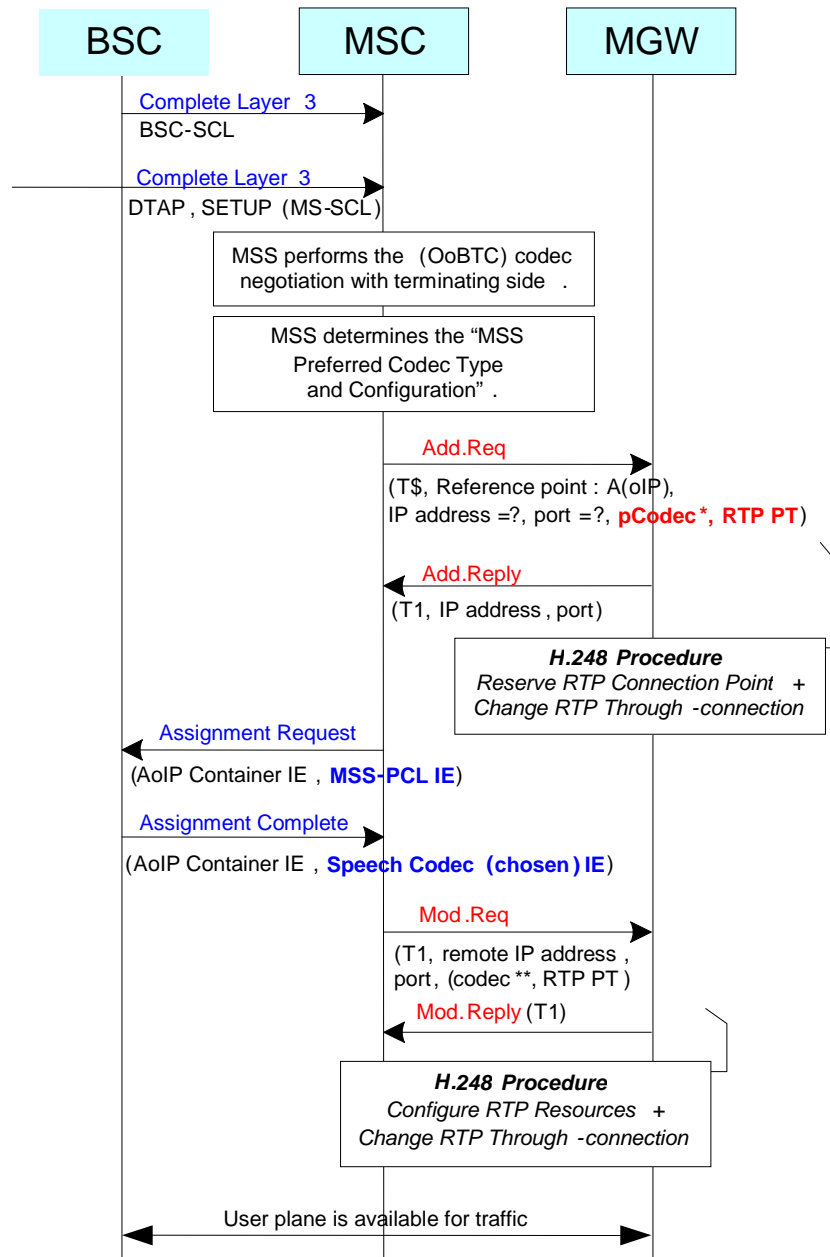 BSC
MSC
MGW
Complete Layer 3
BSC-SCL
Complete Layer 3
DTAP, SETUP (MS-SCL)
MSS performs the (OoBTC) codec
negotiation with terminating side .
MSS determines the “MSS
Preferred Codec Type
and Configuration” .
Add.Req
(T$, Reference point : A(oIP),
IP address =?, port =?, pCodec*, RTP PT)
Add.Reply
(T1, IP address, port)
H.248 Procedure
Reserve RTP Connection Point +
Change RTP Through -connection
Assignment Request
(AoIP Container IE , MSS-PCL IE)
Assignment Complete
(AoIP Container IE , Speech Codec (chosen) IE)
Mod.Req
(T1, remote IP address ,
port, (codec **, RTP PT )
Mod.Reply (T1)
H.248 Procedure
Configure RTP Resources +
Change RTP Through -connection
User plane is available for traffic